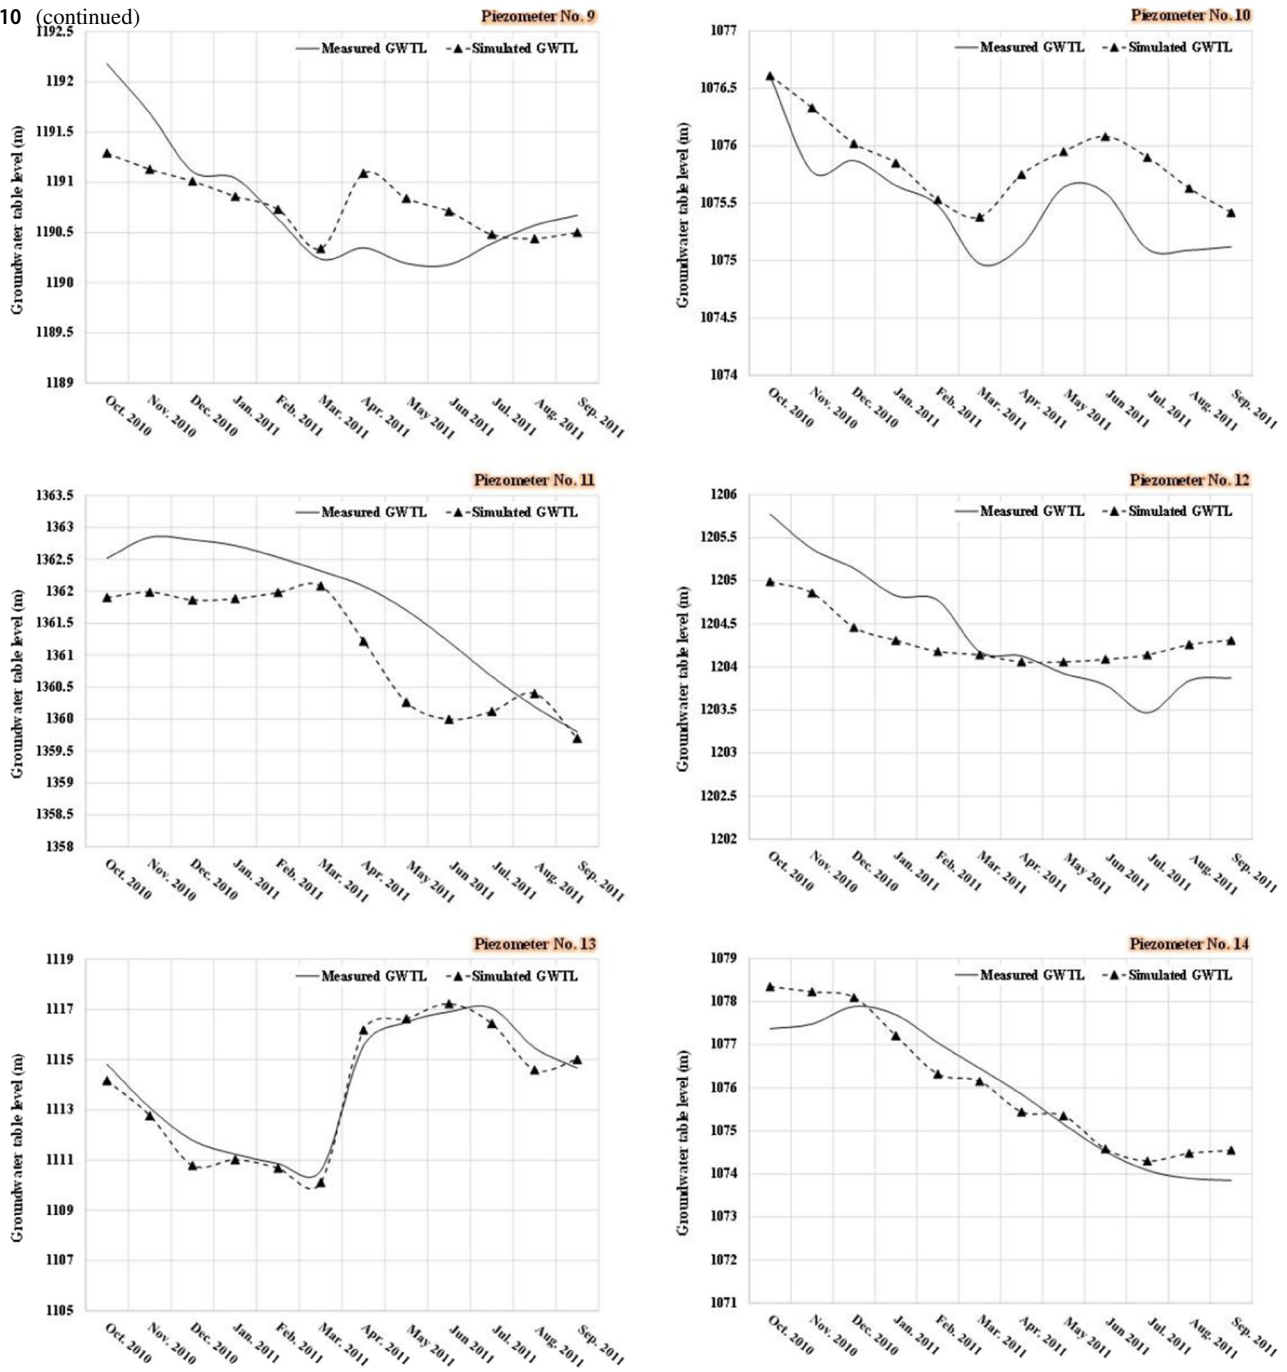 10 (continued)
Piezometer No. 9
Measured GWTL Simulated GWTL
Groundwater table level (m)
1192.5
1192
1191.5
1191
1190.5
1190
1189.5
1189
Oct. 2010
Nov. 2010
Dec. 2010
Jan. 2011
Feb. 2011
Mar. 2011
Apr. 2011
May 2011
Jun 2011
Jul. 2011
Aug. 2011
Sep. 2011
Piezometer No. 10
Measured GWTL Simulated GWTL
Groundwater table level (m)
1077
1076.5
1076
1075.5
1075
1074.5
1074
Oct. 2010
Nov. 2010
Dec. 2010
Jan. 2011
Feb. 2011
Mar. 2011
Apr. 2011
May 2011
Jun 2011
Jul. 2011
Aug. 2011
Sep. 2011
Piezometer No. 11
Measured GWTL Simulated GWTL
Groundwater table level (m)
1363.5
1363
1362.5
1362
1361.5
1361
1360.5
1360
1359.5
1359
1358.5
1358
Oct. 2010
Nov. 2010
Dec. 2010
Jan. 2011
Feb. 2011
Mar. 2011
Apr. 2011
May 2011
Jun 2011
Jul. 2011
Aug. 2011
Sep. 2011
Piezometer No. 12
Measured GWTL Simulated GWTL
Groundwater table level (m)
1206
1205.5
1205
1204.5
1204
1203.5
1203
1202.5
1202
Oct. 2010
Nov. 2010
Dec. 2010
Jan. 2011
Feb. 2011
Mar. 2011
Apr. 2011
May 2011
Jun 2011
Jul. 2011
Aug. 2011
Sep. 2011
Piezometer No. 13
Measured GWTL Simulated GWTL
Groundwater table level (m)
1119
1117
1115
1113
1111
1109
1107
1105
Oct. 2010
Nov. 2010
Dec. 2010
Jan. 2011
Feb. 2011
Mar. 2011
Apr. 2011
May 2011
Jun 2011
Jul. 2011
Aug. 2011
Sep. 2011
Piezometer No. 14
Measured GWTL Simulated GWTL
Groundwater table level (m)
1079
1078
1077
1076
1075
1074
1073
1072
1071
Oct. 2010
Nov. 2010
Dec. 2010
Jan. 2011
Feb. 2011
Mar. 2011
Apr. 2011
May 2011
Jun 2011
Jul. 2011
Aug. 2011
Sep. 2011